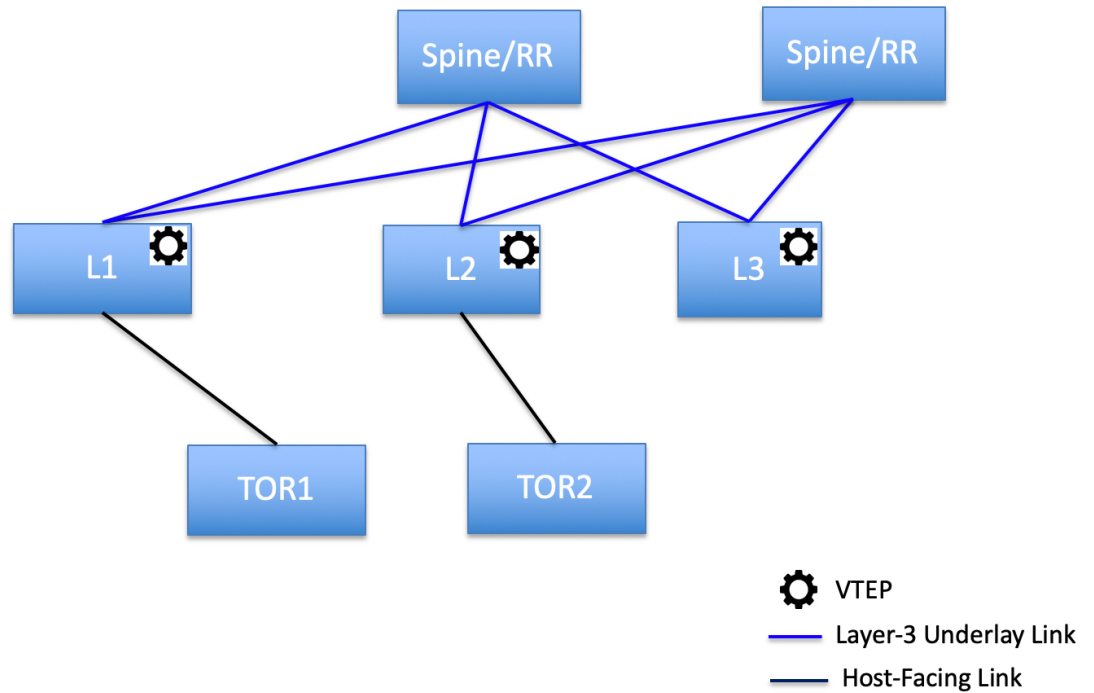 Spine/RR
Spine/RR
L1
L2
L3
TOR1
TOR2
VTEP
Layer-3 Underlay Link
Host-Facing Link